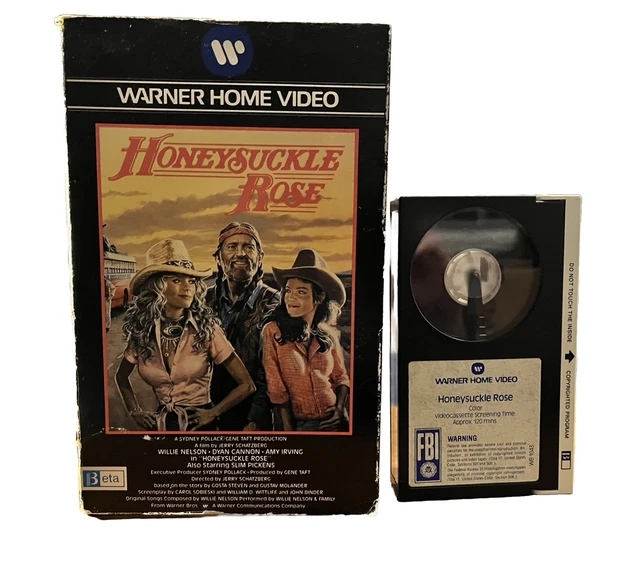 WARNER HOME VIDEO
HONEYSUCKLE
ROSE
A SYDNEY POLLACK/GENE TAFT PRODUCTION
A film by JERRY SCHATZBERG
WILLIE NELSON • DYAN CANNON • AMY IRVING
in "HONEYSUCKLE ROSE"
Also Starring SLIM PICKENS
Executive Producer SYDNEY POLLACK • Produced by GENE TAFT
Directed by JERRY SCHATZBERG
based on the story by GOSTA STEVEN and GUSTAV MOLANDER
Screenplay by CAROL SOBIESKI and WILLIAM D. WITTLIFF and JOHN BINDER
Original Songs Composed by WILLIE NELSON Performed by WILLIE NELSON & FAMILY
From Warner Bros. A Warner Communications Company
Beta
WARNER HOME VIDEO
Honeysuckle Rose
Color
Videocassette Screening Time:
Approx. 120 mins.
FBI
WARNING
DO NOT TOUCH THE INSIDE
COPYRIGHTED PROGRAM
B